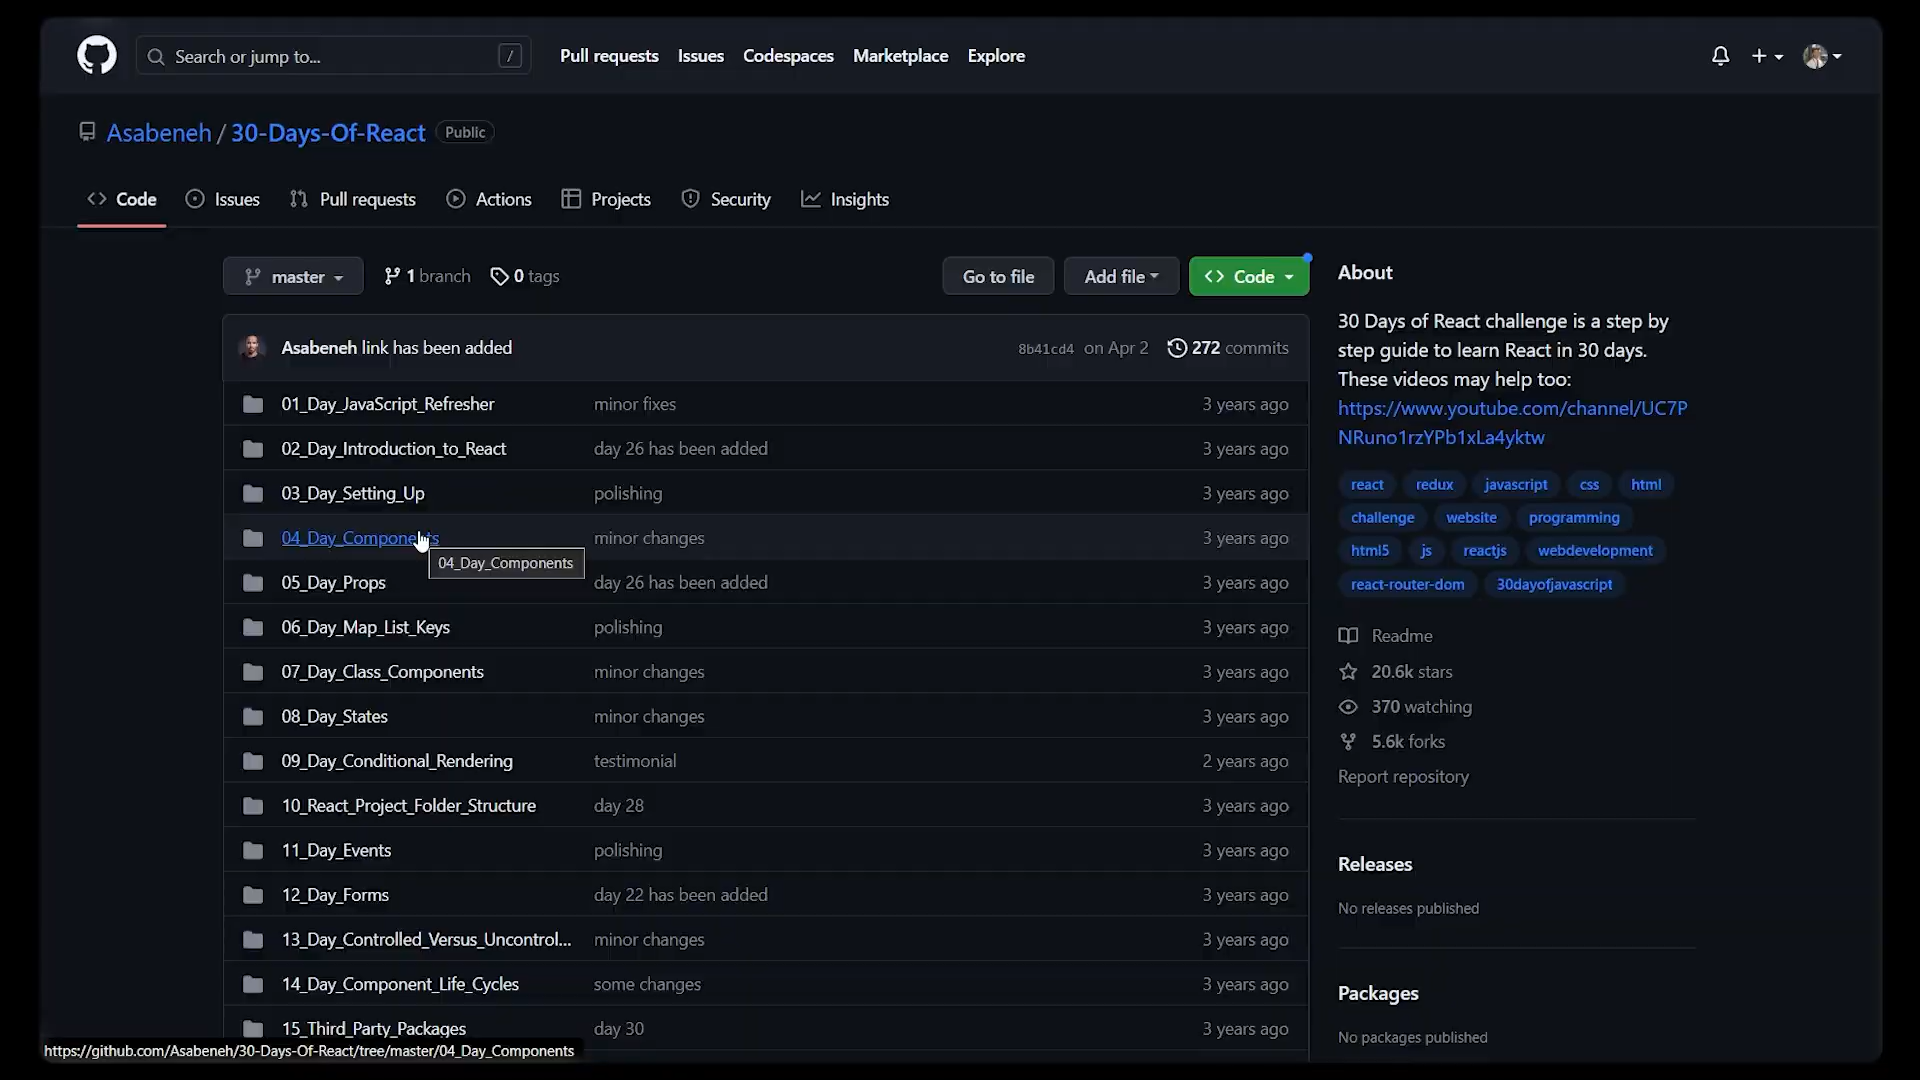 Search or jump to... /
Pull requests Issues Codespaces Marketplace Explore
Asabeneh / 30-Days-Of-React Public
Code Issues Pull requests Actions Projects Security Insights
master 1 branch 0 tags Go to file Add file Code
Asabeneh link has been added 8b41cd4 on Apr 2 272 commits
01_Day_JavaScript_Refresher minor fixes 3 years ago
02_Day_Introduction_to_React day 26 has been added 3 years ago
03_Day_Setting_Up polishing 3 years ago
04_Day_Components minor changes 3 years ago
04_Day_Components
05_Day_Props day 26 has been added 3 years ago
06_Day_Map_List_Keys polishing 3 years ago
07_Day_Class_Components minor changes 3 years ago
08_Day_States minor changes 3 years ago
09_Day_Conditional_Rendering testimonial 2 years ago
10_React_Project_Folder_Structure day 28 3 years ago
11_Day_Events polishing 3 years ago
12_Day_Forms day 22 has been added 3 years ago
13_Day_Controlled_Versus_Uncontrol... minor changes 3 years ago
14_Day_Component_Life_Cycles some changes 3 years ago
15_Third_Party_Packages day 30 3 years ago
https://github.com/Asabeneh/30-Days-Of-React/tree/master/04_Day_Components
About
30 Days of React challenge is a step by
step guide to learn React in 30 days.
These videos may help too:
https://www.youtube.com/channel/UC7P
NRuno1rzYPb1xLa4yktw
react redux javascript css html
challenge website programming
html5 js reactjs webdevelopment
react-router-dom 30dayofjavascript
Readme
20.6k stars
370 watching
5.6k forks
Report repository
Releases
No releases published
Packages
No packages published